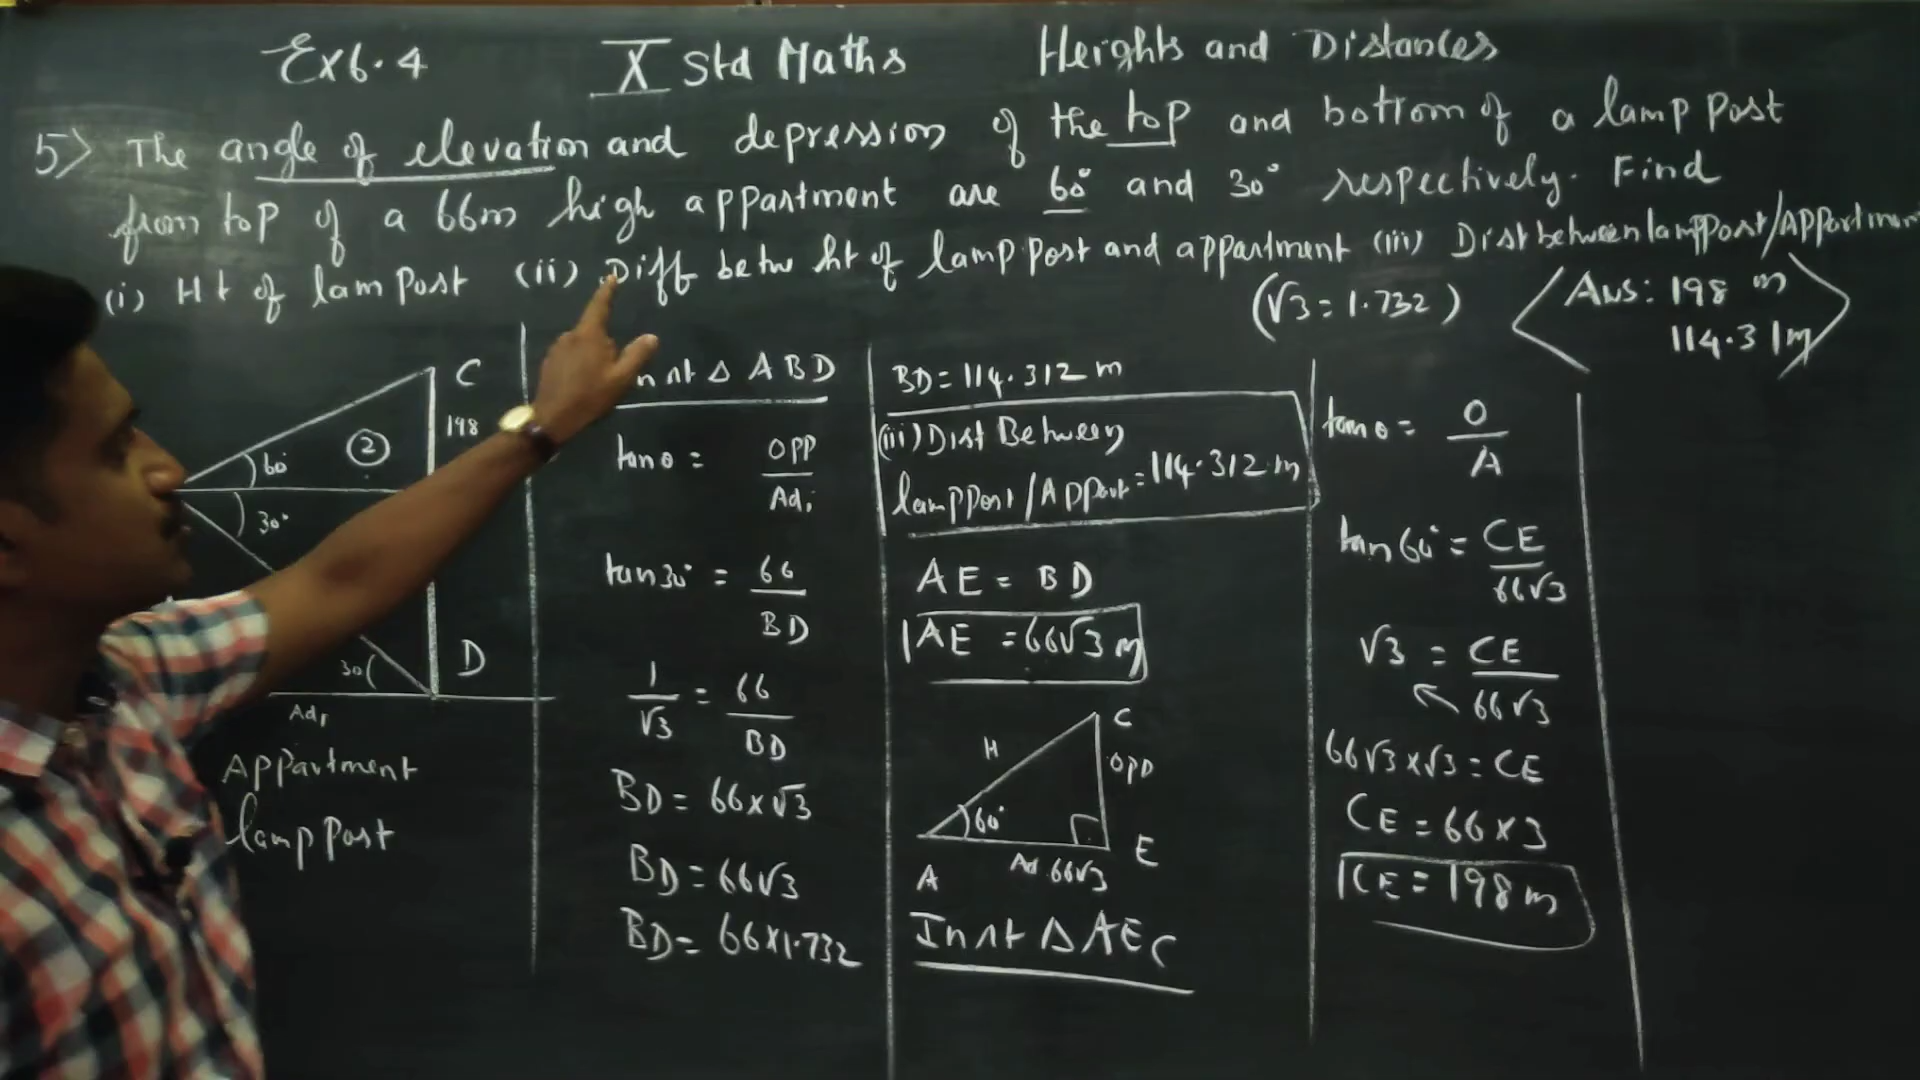 Ex6.4 X Std Maths Heights and Distances
5) The angle of elevation and depression of the top and bottom of a lamp post
from top of a 66m high appartment are 60° and 30° respectively. Find
(i) Ht of lam Post (ii) Diff betw ht of lamp post and appartment (iii) Dist between lamppost/Appartment
(√3 = 1.732)
Ans: 198 m
114.31m
C
198
2
60°
30°
30
D
Adj
Appartment
lamp Post
In rt Δ ABD
tan θ = opp / Adj
tan 30° = 66 / BD
1 / √3 = 66 / BD
BD = 66 × √3
BD = 66√3
BD = 66×1.732
BD = 114.312 m
(iii) Dist Between
lamppost / Appart = 114.312 m
AE = BD
AE = 66√3 m
C
H
opp
60°
E
Ad 66√3
A
In rt Δ AEC
tan θ = O / A
tan 60° = CE / 66√3
√3 = CE / 66√3
66√3 × √3 = CE
CE = 66 × 3
CE = 198 m